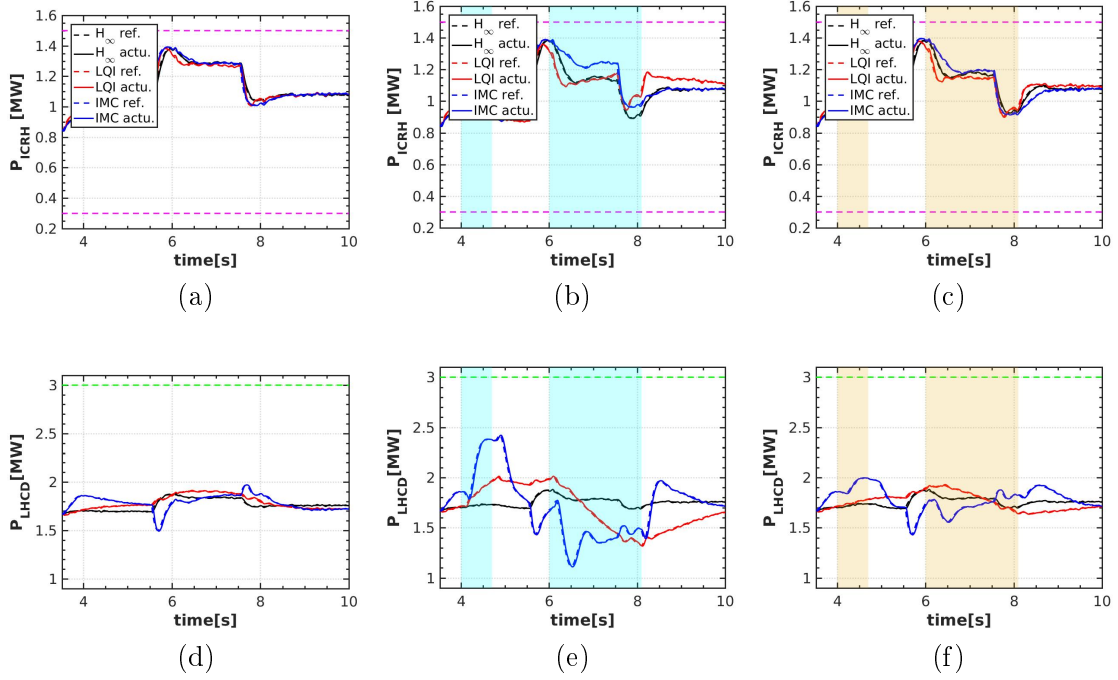 1.6
1.4
1.2
1
0.8
0.6
0.4
0.2
P_ICRH [MW]
H_∞ ref.
H_∞ actu.
LQI ref.
LQI actu.
IMC ref.
IMC actu.
4 6 8 10
time[s]
(a)
1.6
1.4
1.2
1
0.8
0.6
0.4
0.2
P_ICRH [MW]
H_∞ ref.
H_∞ actu.
LQI ref.
LQI actu.
IMC ref.
IMC actu.
4 6 8 10
time[s]
(b)
1.6
1.4
1.2
1
0.8
0.6
0.4
0.2
P_ICRH [MW]
H_∞ ref.
H_∞ actu.
LQI ref.
LQI actu.
IMC ref.
IMC actu.
4 6 8 10
time[s]
(c)
3
2.5
2
1.5
1
P_LHCD[MW]
4 6 8 10
time[s]
(d)
3
2.5
2
1.5
1
P_LHCD[MW]
4 6 8 10
time[s]
(e)
3
2.5
2
1.5
1
P_LHCD[MW]
4 6 8 10
time[s]
(f)